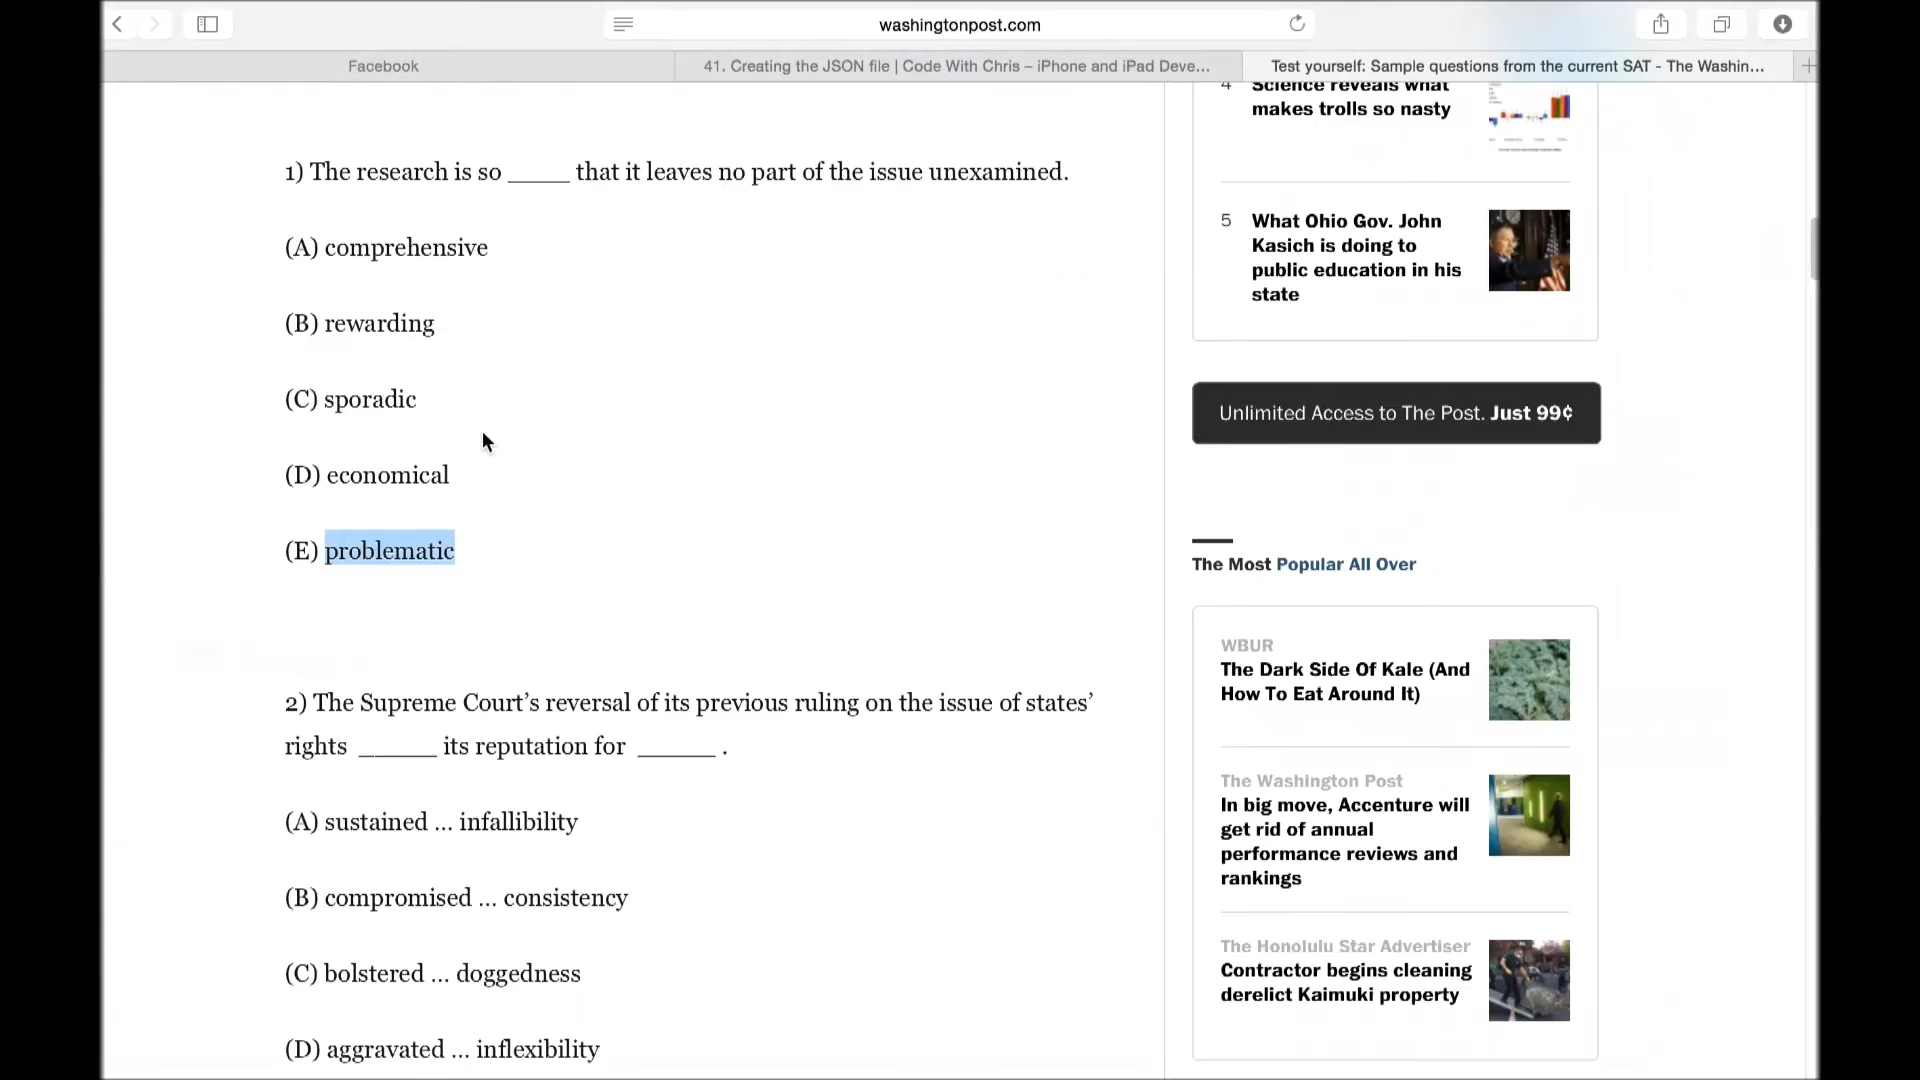 washingtonpost.com
Facebook
41. Creating the JSON file | Code With Chris – iPhone and iPad Deve...
Test yourself: Sample questions from the current SAT - The Washin...
1) The research is so _____ that it leaves no part of the issue unexamined.
(A) comprehensive
(B) rewarding
(C) sporadic
(D) economical
(E) problematic
2) The Supreme Court’s reversal of its previous ruling on the issue of states’
rights ______ its reputation for ______ .
(A) sustained ... infallibility
(B) compromised ... consistency
(C) bolstered ... doggedness
(D) aggravated ... inflexibility
4 Science reveals what
makes trolls so nasty
5 What Ohio Gov. John
Kasich is doing to
public education in his
state
Unlimited Access to The Post. Just 99¢
The Most Popular All Over
WBUR
The Dark Side Of Kale (And
How To Eat Around It)
The Washington Post
In big move, Accenture will
get rid of annual
performance reviews and
rankings
The Honolulu Star Advertiser
Contractor begins cleaning
derelict Kaimuki property